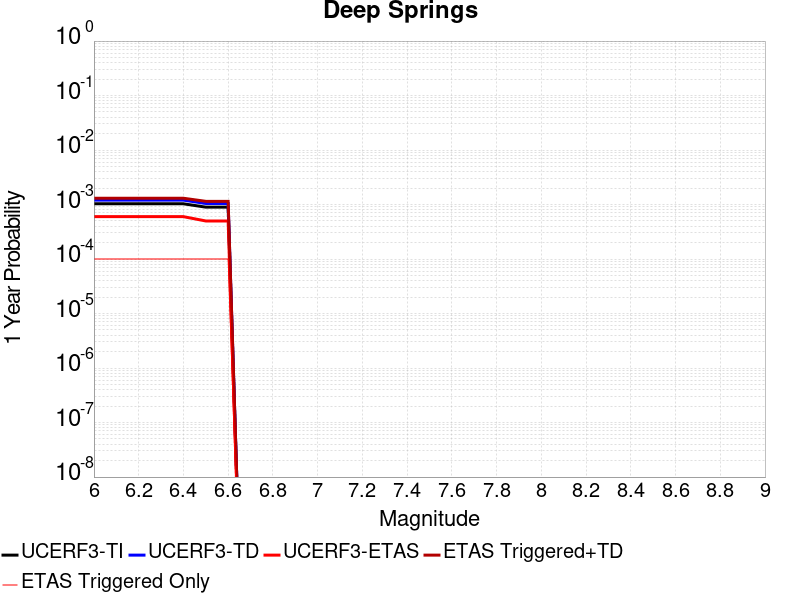 Deep Springs
10^0
10^-1
10^-2
10^-3
10^-4
10^-5
10^-6
10^-7
10^-8
1 Year Probability
6 6.2 6.4 6.6 6.8 7 7.2 7.4 7.6 7.8 8 8.2 8.4 8.6 8.8 9
Magnitude
UCERF3-TI UCERF3-TD UCERF3-ETAS ETAS Triggered+TD
ETAS Triggered Only